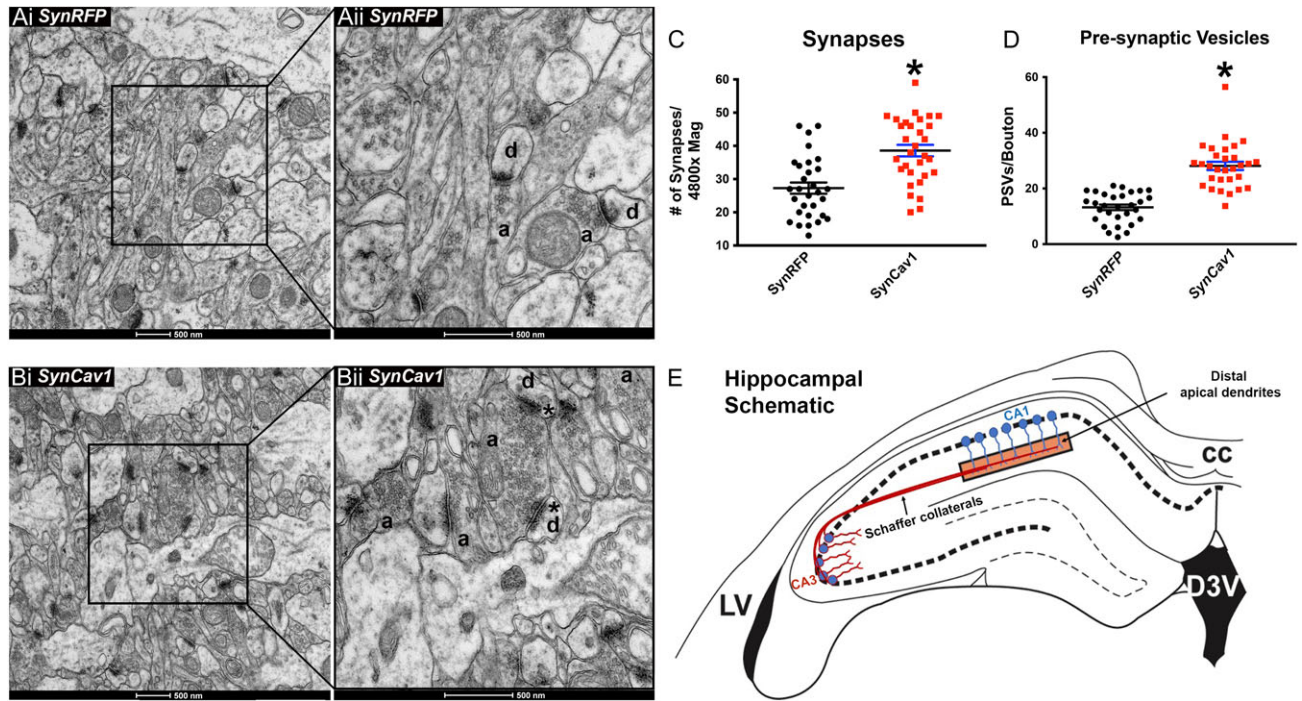 Ai SynRFP
Aii SynRFP
d
d
a
a
500 nm
500 nm
Bi SynCav1
Bii SynCav1
d
a
*
a
*
a
d
a
500 nm
500 nm
C
Synapses
*
# of Synapses/
4800x Mag
60
50
40
30
20
10
SynRFP
SynCav1
D
Pre-synaptic Vesicles
*
PSVs/Bouton
80
60
40
20
0
SynRFP
SynCav1
E
Hippocampal
Schematic
Distal
apical dendrites
CA1
cc
Schaffer collaterals
CA3
LV
D3V